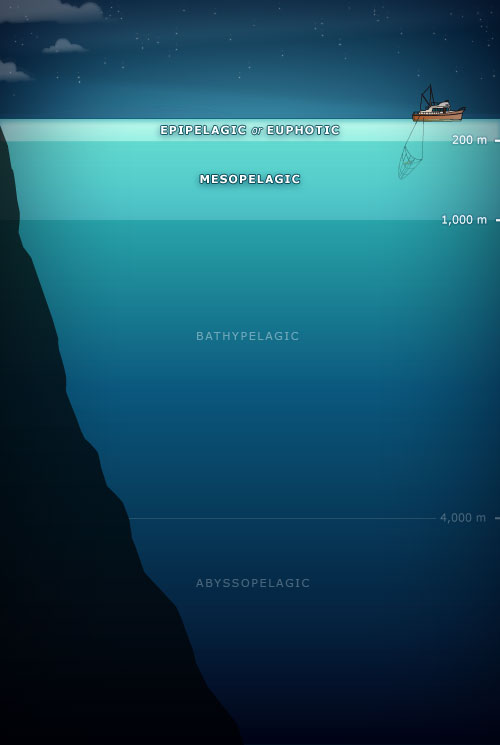 EPIPELAGIC or EUPHOTIC
200 m
MESOPELAGIC
1,000 m
BATHYPELAGIC
4,000 m
ABYSSOPELAGIC